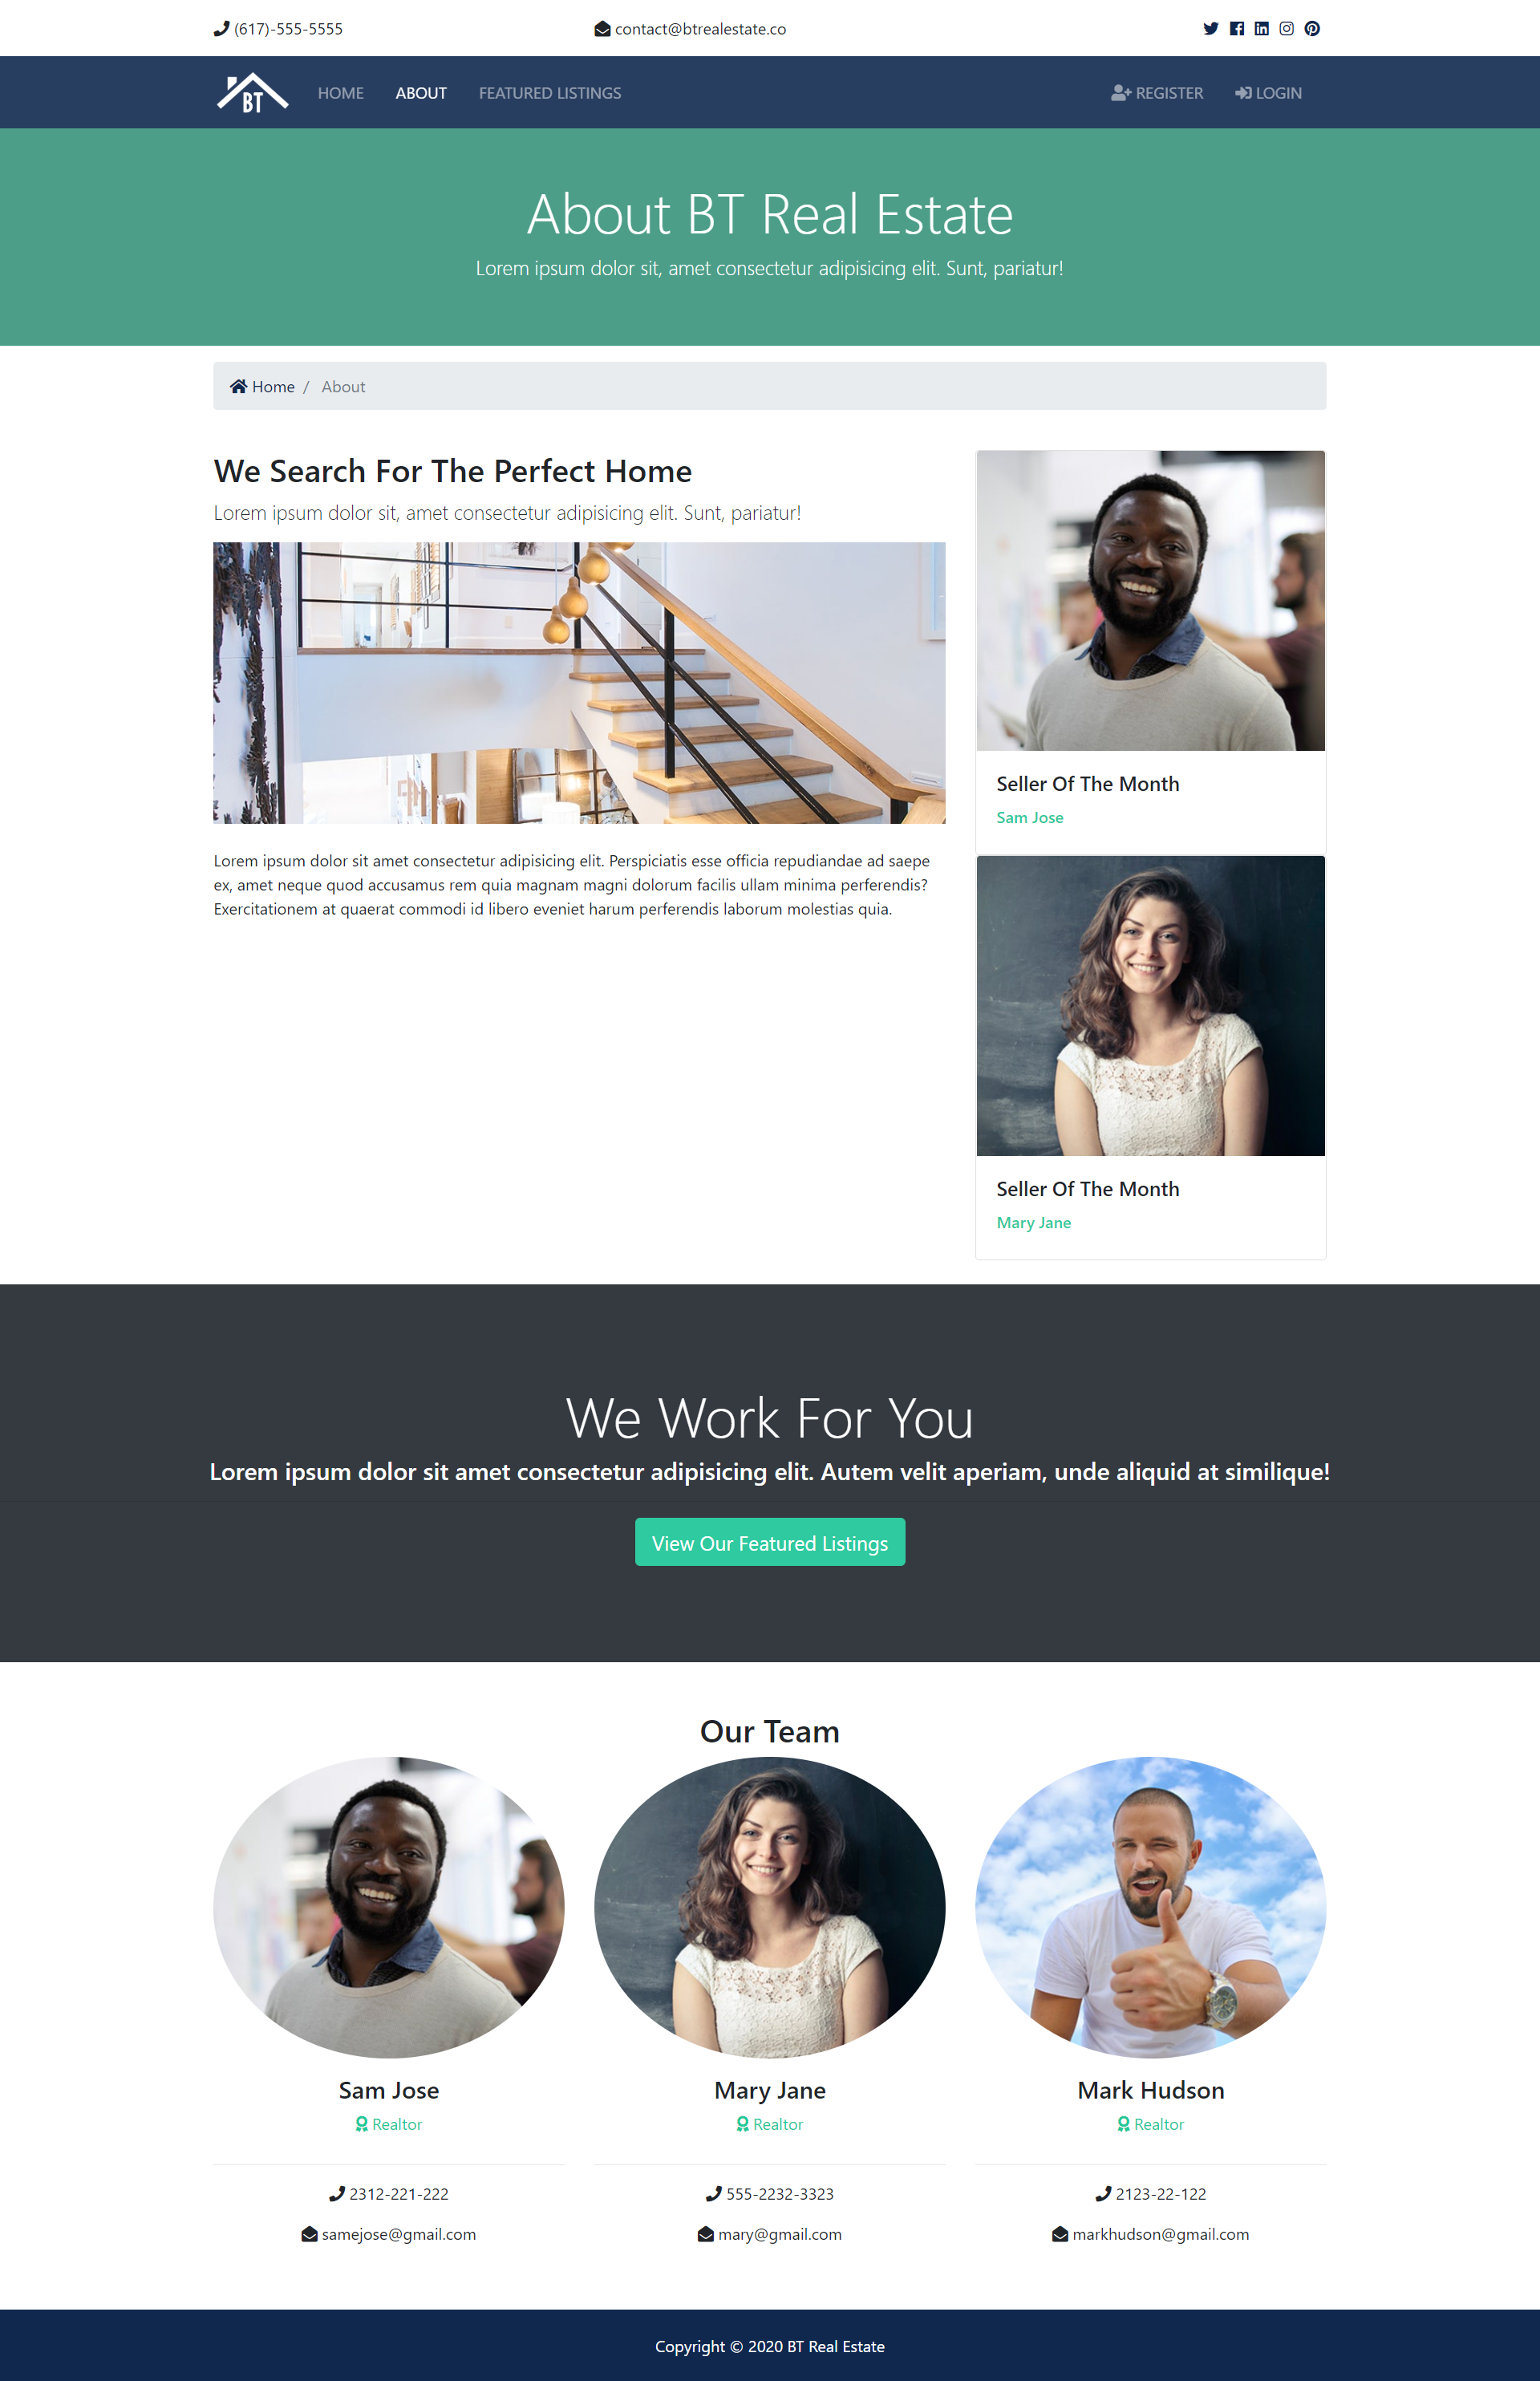 (617)-555-5555
contact@btrealestate.co
BT
HOME
ABOUT
FEATURED LISTINGS
REGISTER
LOGIN
About BT Real Estate
Lorem ipsum dolor sit, amet consectetur adipisicing elit. Sunt, pariatur!
Home / About
We Search For The Perfect Home
Lorem ipsum dolor sit, amet consectetur adipisicing elit. Sunt, pariatur!
Lorem ipsum dolor sit amet consectetur adipisicing elit. Perspiciatis esse officia repudiandae ad saepe
ex, amet neque quod accusamus rem quia magnam magni dolorum facilis ullam minima perferendis?
Exercitationem at quaerat commodi id libero eveniet harum perferendis laborum molestias quia.
Seller Of The Month
Sam Jose
Seller Of The Month
Mary Jane
We Work For You
Lorem ipsum dolor sit amet consectetur adipisicing elit. Autem velit aperiam, unde aliquid at similique!
View Our Featured Listings
Our Team
Sam Jose
Realtor
2312-221-222
samejose@gmail.com
Mary Jane
Realtor
555-2232-3323
mary@gmail.com
Mark Hudson
Realtor
2123-22-122
markhudson@gmail.com
Copyright © 2020 BT Real Estate